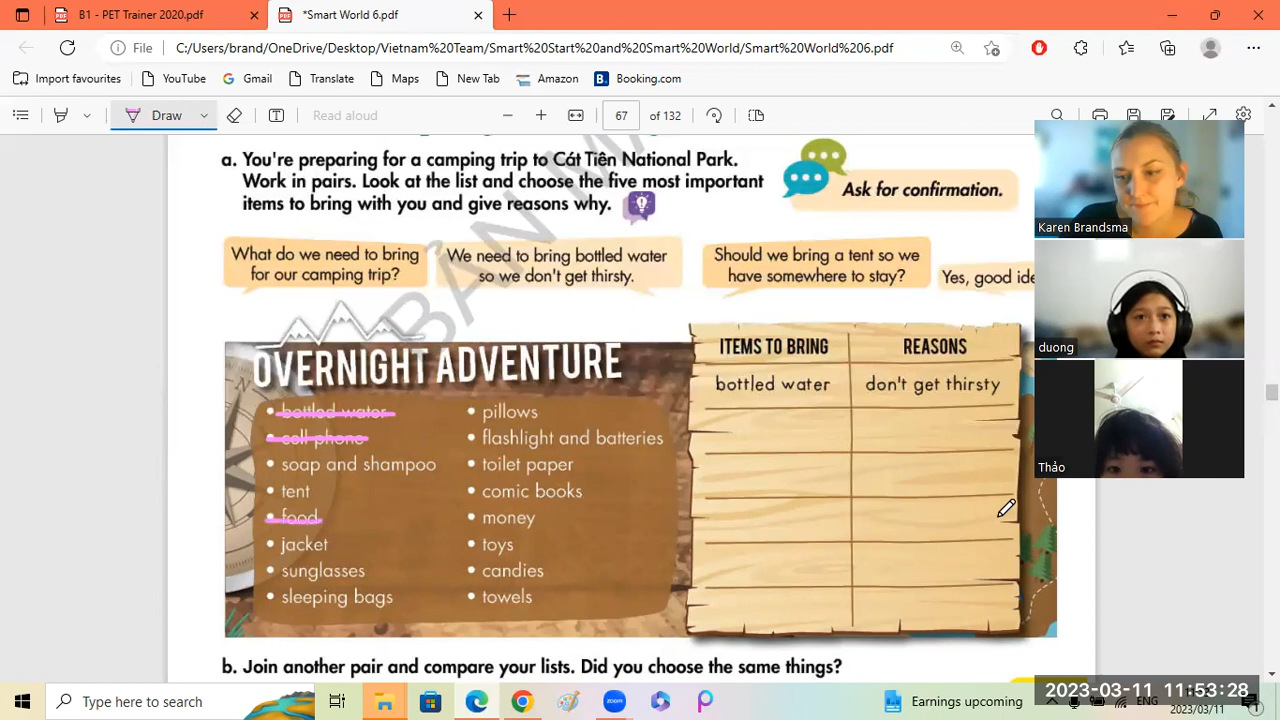 B1 - PET Trainer 2020.pdf
*Smart World 6.pdf
File
C:/Users/brand/OneDrive/Desktop/Vietnam%20Team/Smart%20Start%20and%20Smart%20World/Smart%20World%206.pdf
Import favourites
YouTube
Gmail
Translate
Maps
New Tab
Amazon
Booking.com
Draw
Read aloud
67
of 132
a. You're preparing for a camping trip to Cát Tiên National Park.
Work in pairs. Look at the list and choose the five most important
items to bring with you and give reasons why.
Ask for confirmation.
What do we need to bring
for our camping trip?
We need to bring bottled water
so we don't get thirsty.
Should we bring a tent so we
have somewhere to stay?
Yes, good ide
BẢN M
OVERNIGHT ADVENTURE
• bottled water
• cell phone
• soap and shampoo
• tent
• food
• jacket
• sunglasses
• sleeping bags
• pillows
• flashlight and batteries
• toilet paper
• comic books
• money
• toys
• candies
• towels
ITEMS TO BRING
REASONS
bottled water
don't get thirsty
b. Join another pair and compare your lists. Did you choose the same things?
Karen Brandsma
duong
Thảo
Type here to search
zoom
Earnings upcoming
ENG
2023-03-11 11:53:28
2023/03/11